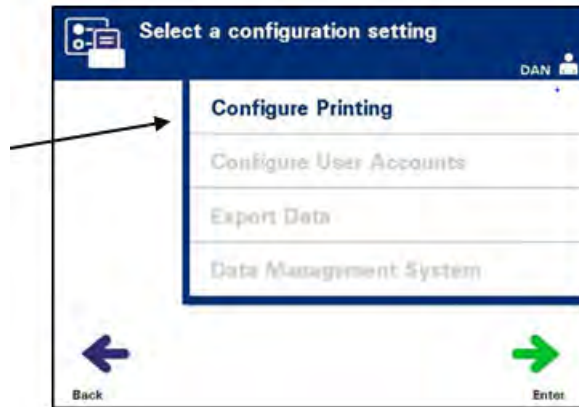 Select a configuration setting
DAN
Configure Printing
Configure User Accounts
Export Data
Data Management System
Back
Enter